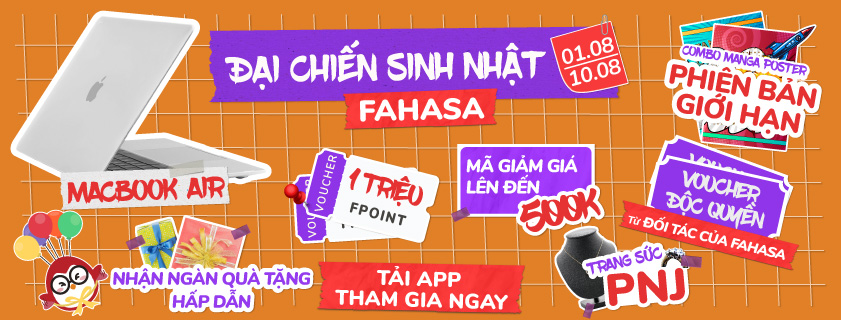 ĐẠI CHIẾN SINH NHẬT
FAHASA
01.08
10.08
COMBO MANGA POSTER
PHIÊN BẢN
GIỚI HẠN
MACBOOK AIR
VOUCHER
1 TRIỆU
FPOINT
MÃ GIẢM GIÁ
LÊN ĐẾN
500K
VOUCHER
ĐỘC QUYỀN
Từ ĐỐI TÁC CỦA FAHASA
NHẬN NGÀN QUÀ TẶNG
HẤP DẪN
TẢI APP
THAM GIA NGAY
TRANG SỨC
PNJ